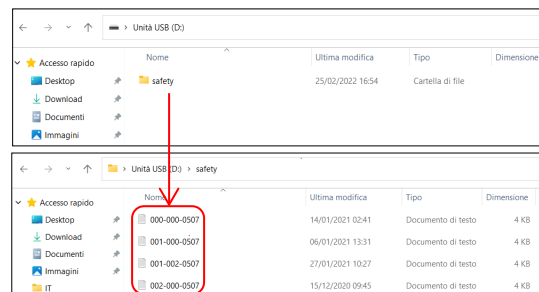 Unità USB (D:)
Nome Ultima modifica Tipo Dimensione
Accesso rapido
Desktop safety 25/02/2022 16:54 Cartella di file
Download
Documenti
Immagini
Unità USB (D:) safety
Nome Ultima modifica Tipo Dimensione
Accesso rapido
Desktop 000-000-0507 14/01/2021 02:41 Documento di testo 4 KB
Download 001-000-0507 06/01/2021 13:31 Documento di testo 4 KB
Documenti
Immagini 001-002-0507 27/01/2021 10:27 Documento di testo 4 KB
IT 002-000-0507 15/12/2020 09:45 Documento di testo 4 KB